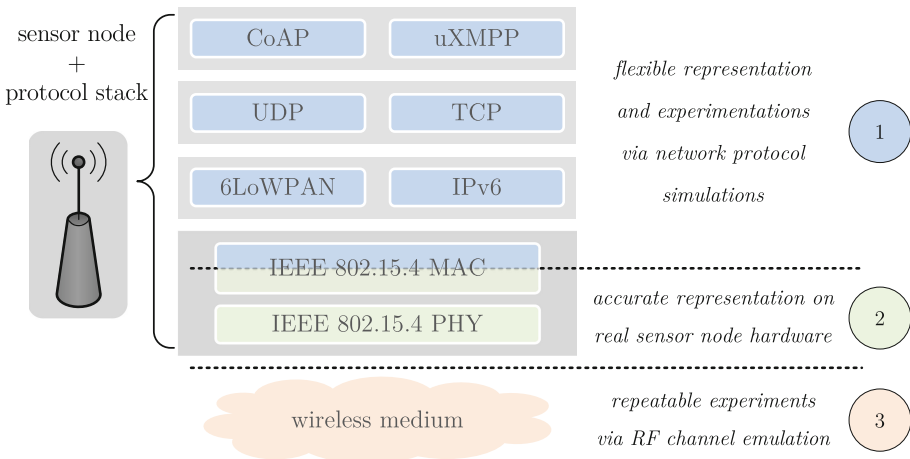 sensor node
+
protocol stack
CoAP uXMPP
UDP TCP
6LoWPAN IPv6
IEEE 802.15.4 MAC
IEEE 802.15.4 PHY
wireless medium
flexible representation
and experimentations
via network protocol
simulations
1
accurate representation on
real sensor node hardware
2
repeatable experiments
via RF channel emulation
3